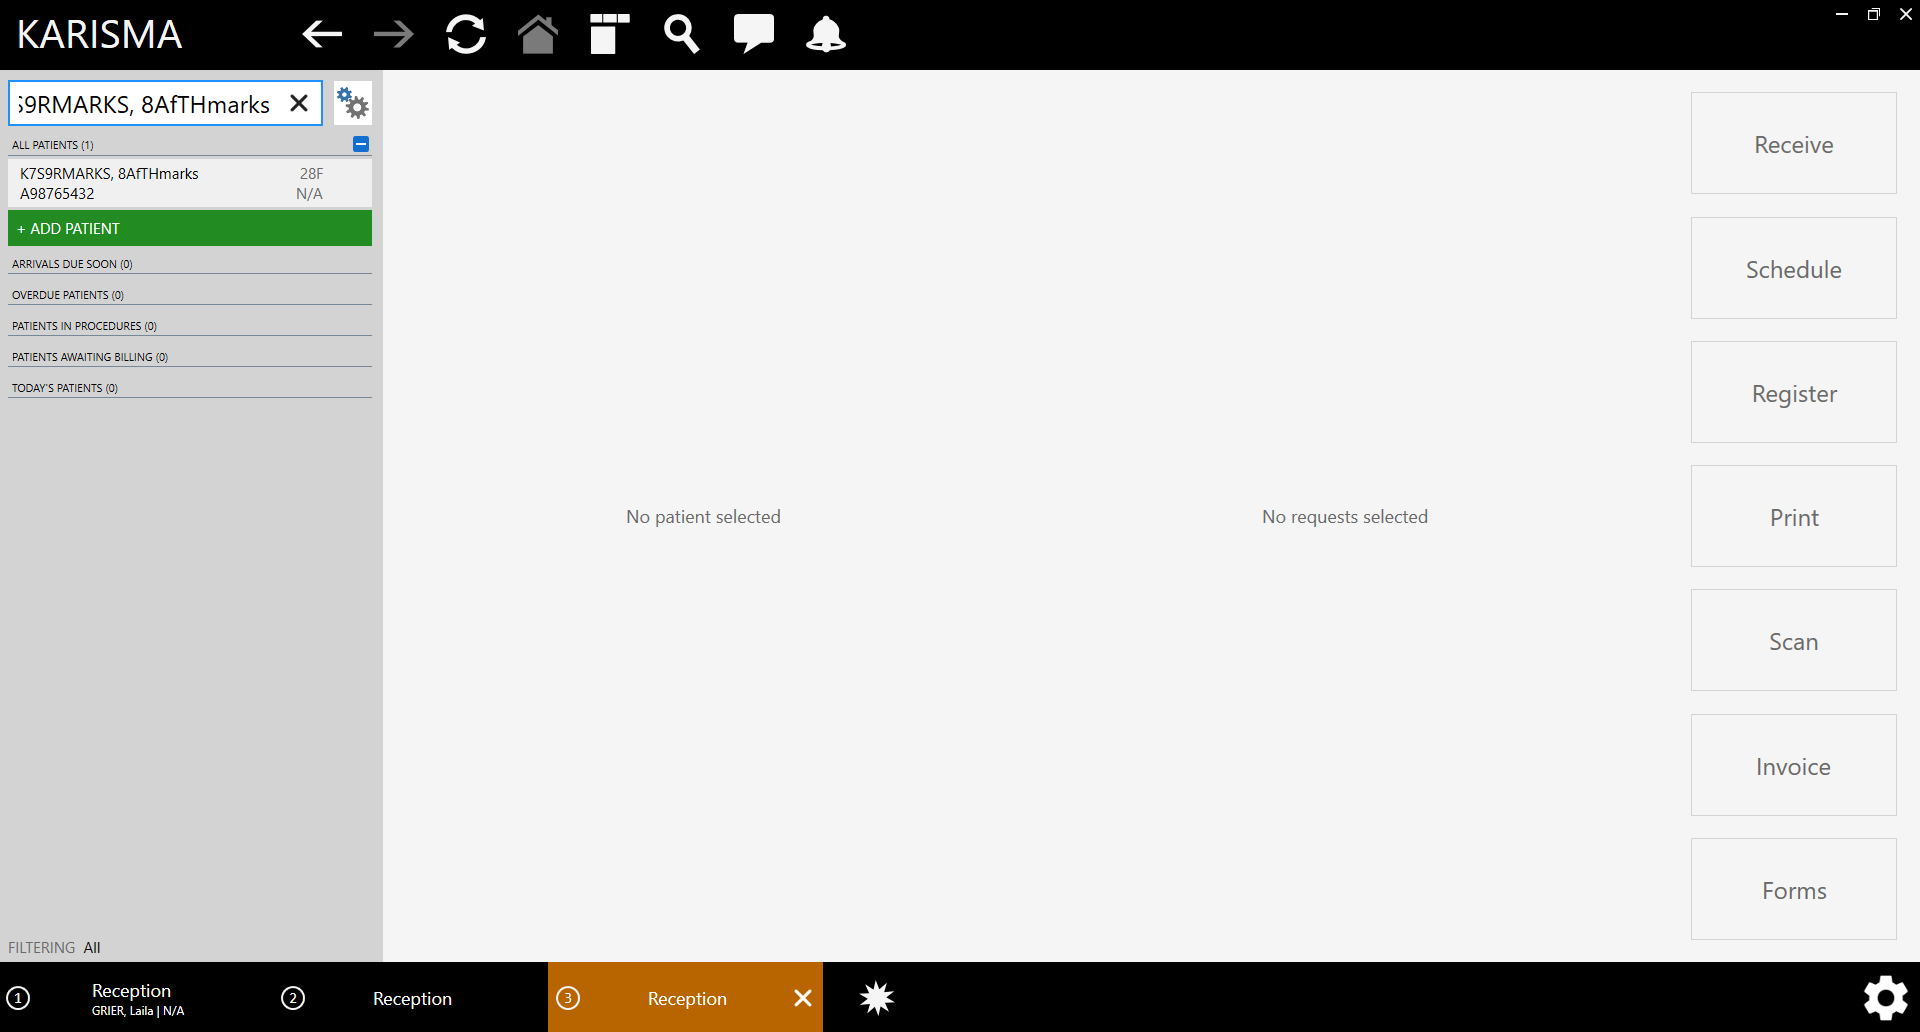 KARISMA
S9RMARKS, 8AfTHmarks
ALL PATIENTS (1)
K7S9RMARKS, 8AfTHmarks 28F
A98765432 N/A
+ ADD PATIENT
ARRIVALS DUE SOON (0)
OVERDUE PATIENTS (0)
PATIENTS IN PROCEDURES (0)
PATIENTS AWAITING BILLING (0)
TODAY'S PATIENTS (0)
FILTERING All
No patient selected
No requests selected
Receive
Schedule
Register
Print
Scan
Invoice
Forms
1
Reception
GRIER, Laila | N/A
2
Reception
3
Reception